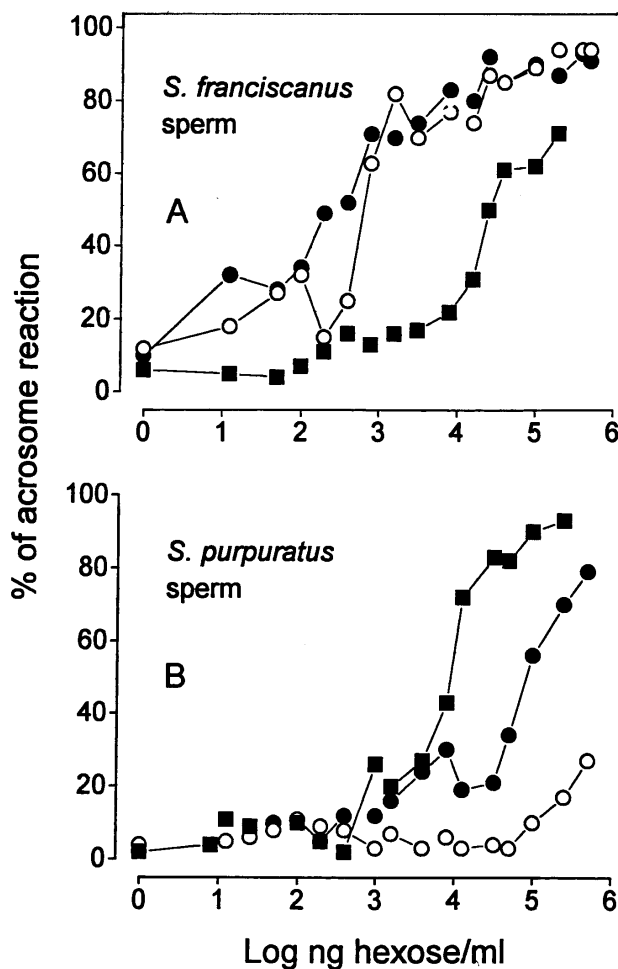 % of acrosome reaction
100
80
60
40
20
0
S. franciscanus
sperm
A
0 1 2 3 4 5 6
100
80
60
40
20
0
S. purpuratus
sperm
B
0 1 2 3 4 5 6
Log ng hexose/ml